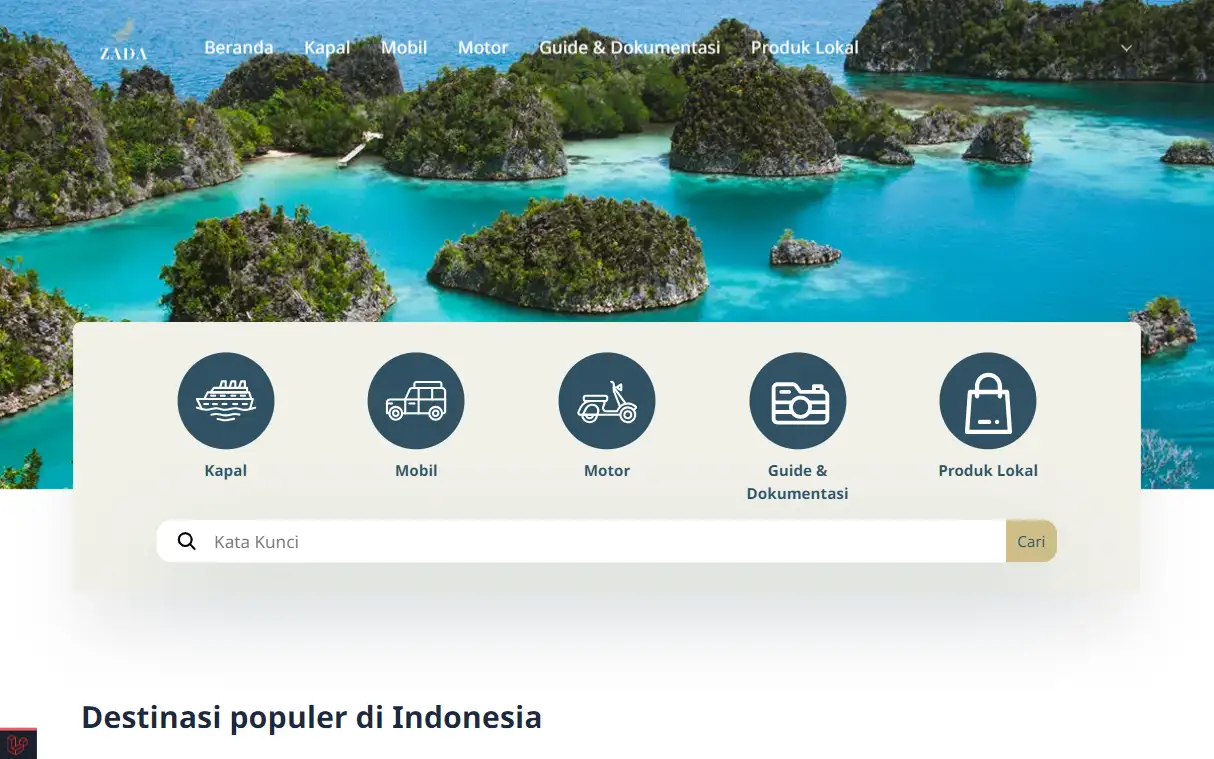 ZADA
Beranda Kapal Mobil Motor Guide & Dokumentasi Produk Lokal
Kapal Mobil Motor Guide & Dokumentasi Produk Lokal
Kata Kunci Cari
Destinasi populer di Indonesia